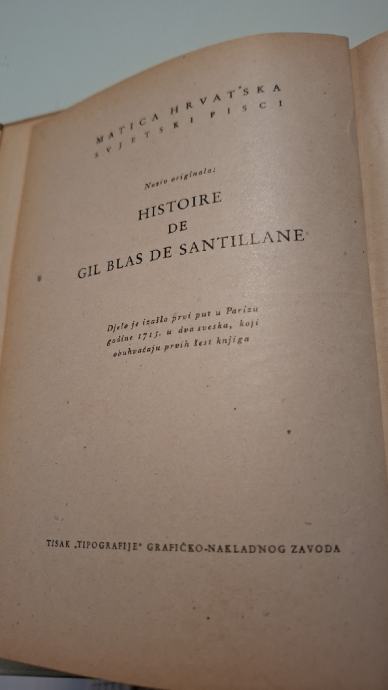 MATICA HRVATSKA
SVJETSKI PISCI
Naziv originala:
HISTOIRE
DE
GIL BLAS DE SANTILLANE
Djelo je izašlo prvi put u Parizu
godine 1715. u dva sveska, koji
obuhvaćaju prvih šest knjiga
TISAK „TIPOGRAFIJE“ GRAFIČKO-NAKLADNOG ZAVODA